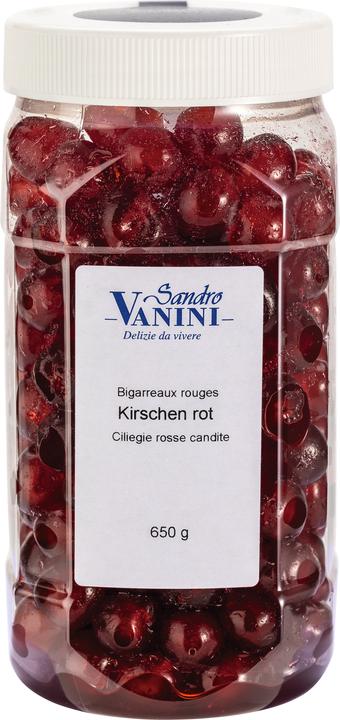 Sandro
VANINI
Delizie da vivere
Bigarreaux rouges
Kirschen rot
Ciliegie rosse candite
650 g